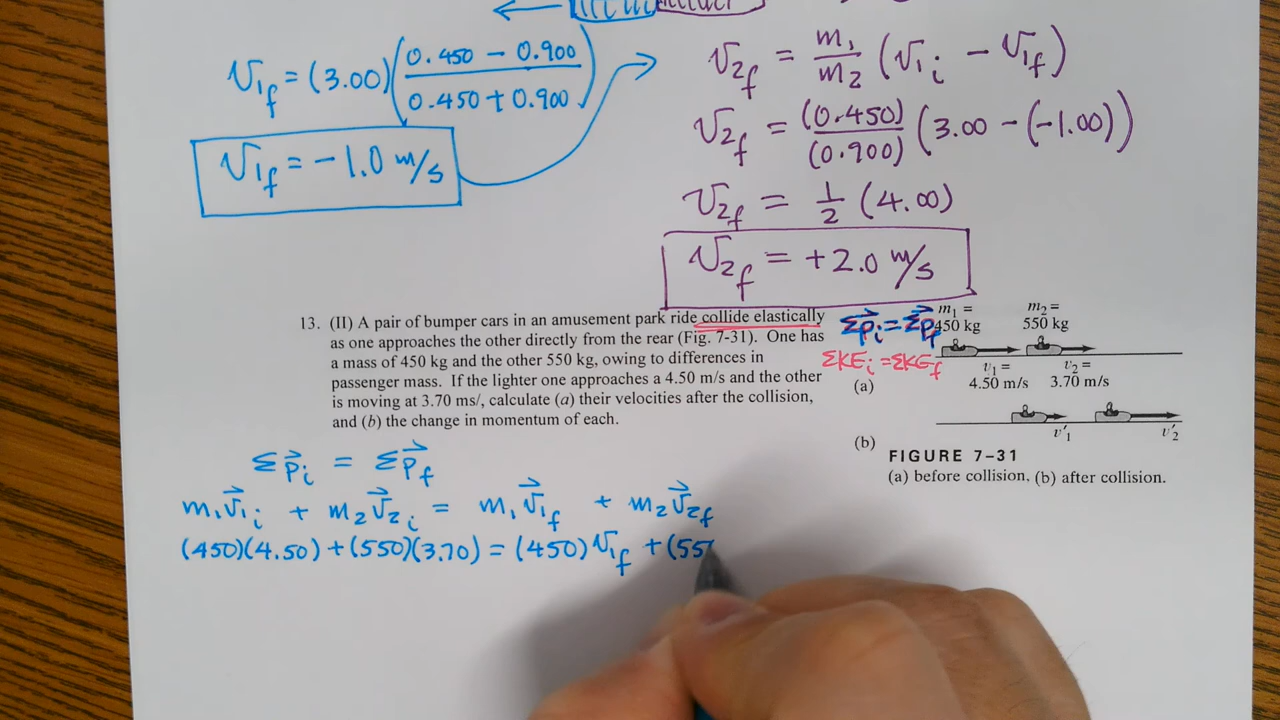 v1f = (3.00)(0.450 − 0.900 / 0.450 + 0.900)
v1f = −1.0 m/s
v2f = m1/m2 (v1i − v1f)
v2f = (0.450)/(0.900) (3.00 − (−1.00))
v2f = 1/2 (4.00)
v2f = +2.0 m/s
13. (II) A pair of bumper cars in an amusement park ride collide elastically
as one approaches the other directly from the rear (Fig. 7-31). One has
a mass of 450 kg and the other 550 kg, owing to differences in
passenger mass. If the lighter one approaches a 4.50 m/s and the other
is moving at 3.70 ms/, calculate (a) their velocities after the collision,
and (b) the change in momentum of each.
Σp⃗i = Σp⃗f
ΣKEi = ΣKEf
m1 =
450 kg
m2 =
550 kg
v1 =
4.50 m/s
v2 =
3.70 m/s
(a)
v′1
v′2
(b)
FIGURE 7–31
(a) before collision, (b) after collision.
Σp⃗i = Σp⃗f
m1v⃗1i + m2v⃗2i = m1v⃗1f + m2v⃗2f
(450)(4.50) + (550)(3.70) = (450)v1f + (55